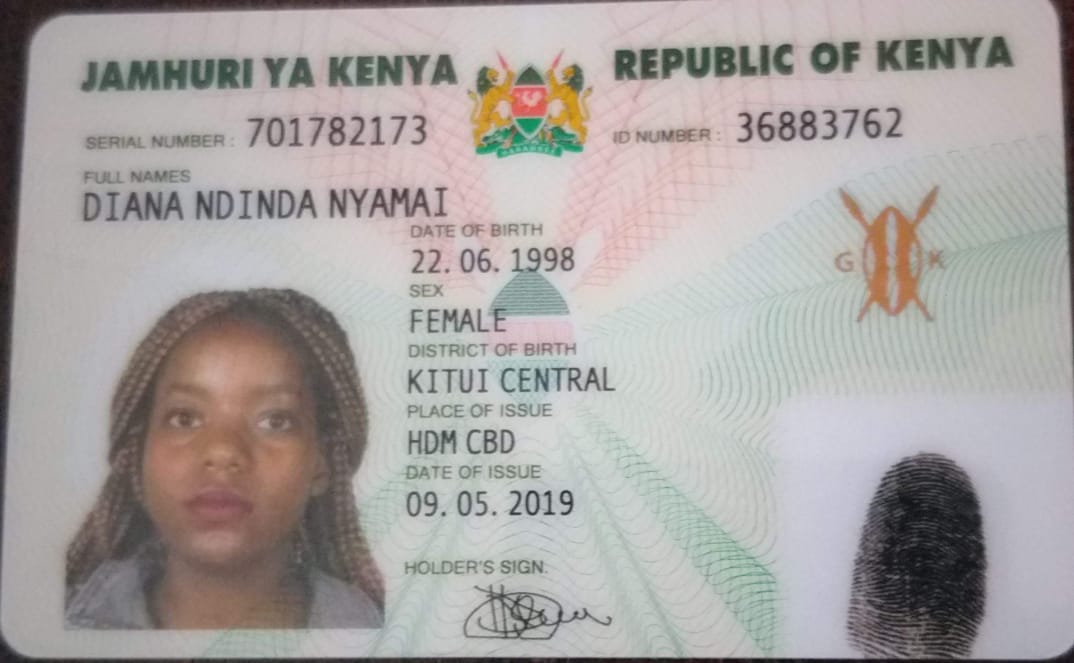 JAMHURI YA KENYA REPUBLIC OF KENYA
SERIAL NUMBER : 701782173 ID NUMBER : 36883762
FULL NAMES
DIANA NDINDA NYAMAI
DATE OF BIRTH
22. 06. 1998
SEX
FEMALE
DISTRICT OF BIRTH
KITUI CENTRAL
PLACE OF ISSUE
HDM CBD
DATE OF ISSUE
09. 05. 2019
HOLDER'S SIGN.
HARAMBEE
G K